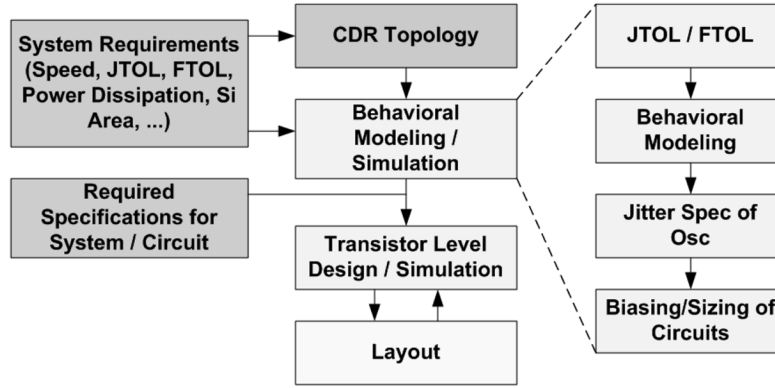 System Requirements
(Speed, JTOL, FTOL,
Power Dissipation, Si
Area, ...)
CDR Topology
Behavioral
Modeling /
Simulation
Required
Specifications for
System / Circuit
Transistor Level
Design / Simulation
Layout
JTOL / FTOL
Behavioral
Modeling
Jitter Spec of
Osc
Biasing/Sizing of
Circuits